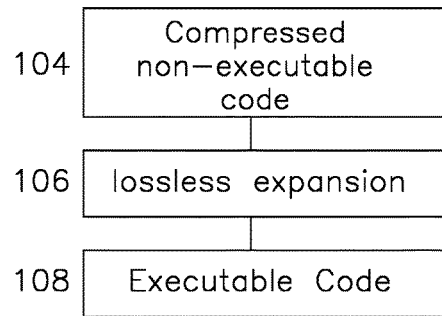 Compressed
104 non-executable
code
106 lossless expansion
108 Executable Code